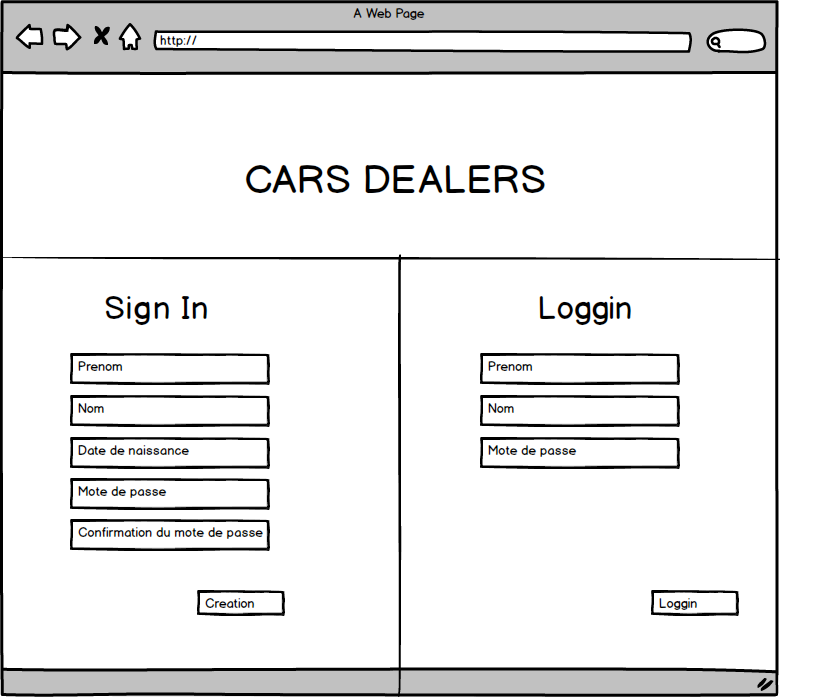 A Web Page
http://
CARS DEALERS
Sign In
Prenom
Nom
Date de naissance
Mote de passe
Confirmation du mote de passe
Creation
Loggin
Prenom
Nom
Mote de passe
Loggin